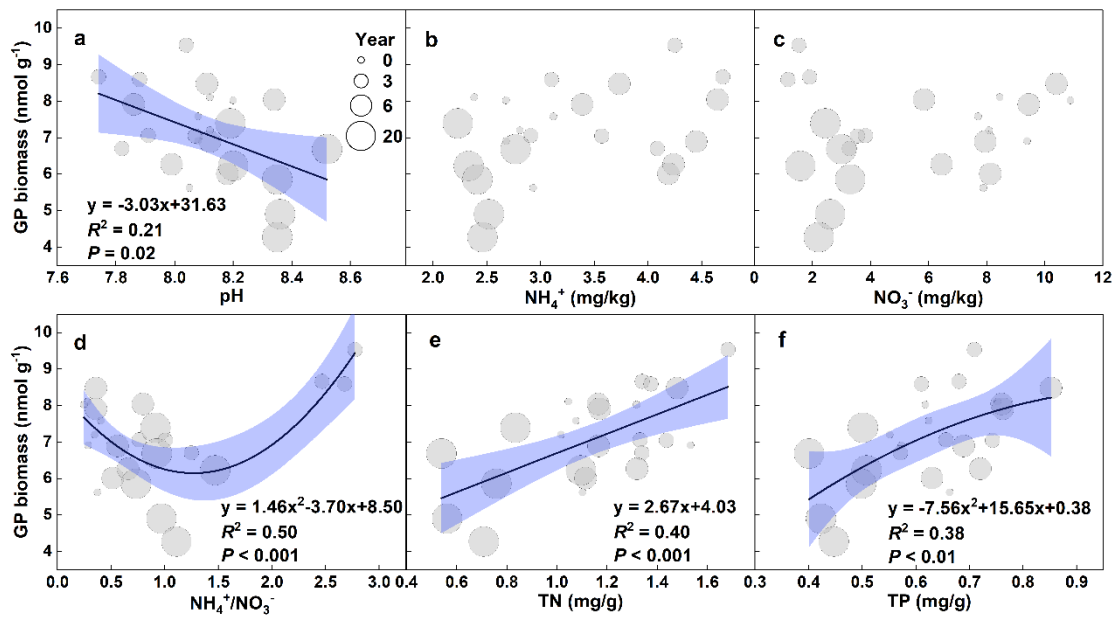 GP biomass (nmol g⁻¹)
10
9
8
7
6
5
4
a
Year
0
3
6
20
y = -3.03x+31.63
R² = 0.21
P = 0.02
7.6 7.8 8.0 8.2 8.4 8.6
pH
b
2.0 2.5 3.0 3.5 4.0 4.5
NH₄⁺ (mg/kg)
c
0 2 4 6 8 10 12
NO₃⁻ (mg/kg)
GP biomass (nmol g⁻¹)
10
9
8
7
6
5
4
d
y = 1.46x²-3.70x+8.50
R² = 0.50
P < 0.001
0.0 0.5 1.0 1.5 2.0 2.5 3.0
NH₄⁺/NO₃⁻
e
y = 2.67x+4.03
R² = 0.40
P < 0.001
0.4 0.6 0.8 1.0 1.2 1.4 1.6 1.8
TN (mg/g)
f
y = -7.56x²+15.65x+0.38
R² = 0.38
P < 0.01
0.3 0.4 0.5 0.6 0.7 0.8 0.9
TP (mg/g)